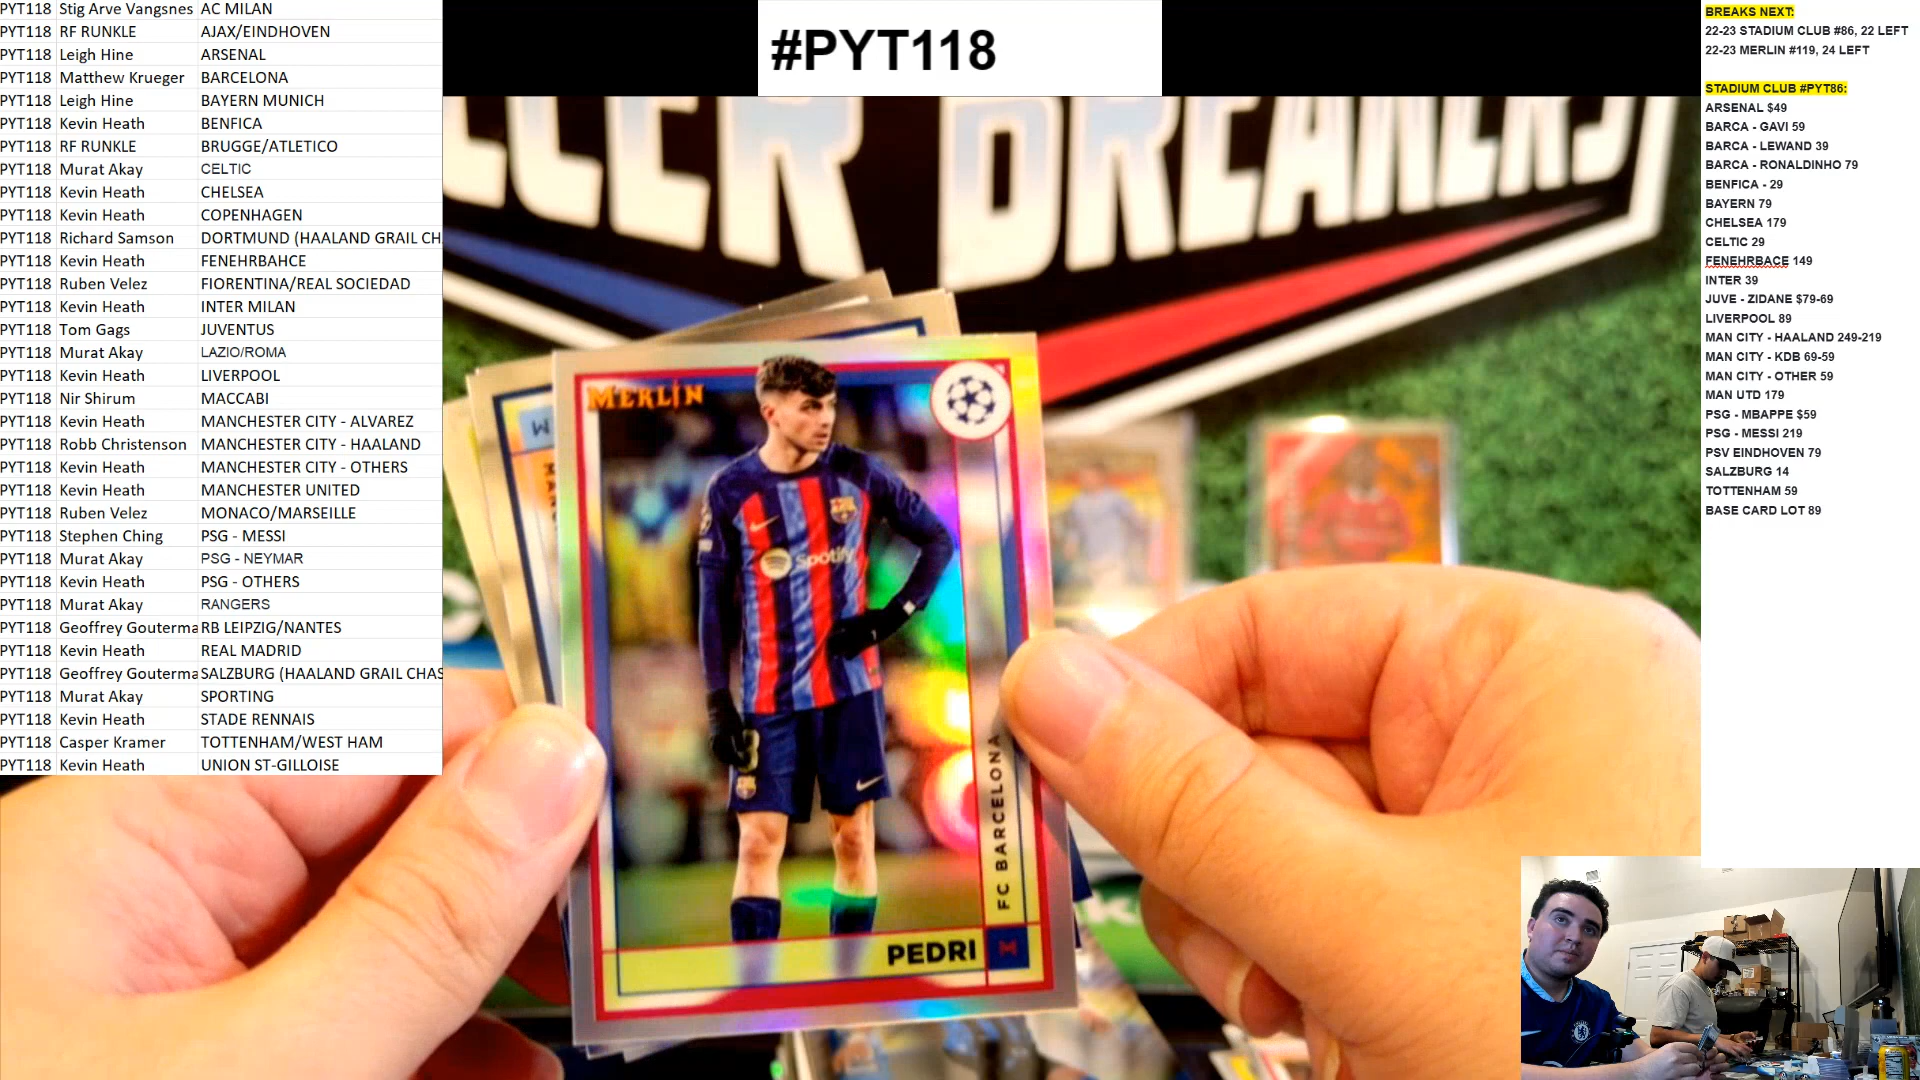 PYT118 Stig Arve Vangsnes AC MILAN
PYT118 RF RUNKLE AJAX/EINDHOVEN
PYT118 Leigh Hine ARSENAL
PYT118 Matthew Krueger BARCELONA
PYT118 Leigh Hine BAYERN MUNICH
PYT118 Kevin Heath BENFICA
PYT118 RF RUNKLE BRUGGE/ATLETICO
PYT118 Murat Akay CELTIC
PYT118 Kevin Heath CHELSEA
PYT118 Kevin Heath COPENHAGEN
PYT118 Richard Samson DORTMUND (HAALAND GRAIL CH
PYT118 Kevin Heath FENEHRBAHCE
PYT118 Ruben Velez FIORENTINA/REAL SOCIEDAD
PYT118 Kevin Heath INTER MILAN
PYT118 Tom Gags JUVENTUS
PYT118 Murat Akay LAZIO/ROMA
PYT118 Kevin Heath LIVERPOOL
PYT118 Nir Shirum MACCABI
PYT118 Kevin Heath MANCHESTER CITY - ALVAREZ
PYT118 Robb Christenson MANCHESTER CITY - HAALAND
PYT118 Kevin Heath MANCHESTER CITY - OTHERS
PYT118 Kevin Heath MANCHESTER UNITED
PYT118 Ruben Velez MONACO/MARSEILLE
PYT118 Stephen Ching PSG - MESSI
PYT118 Murat Akay PSG - NEYMAR
PYT118 Kevin Heath PSG - OTHERS
PYT118 Murat Akay RANGERS
PYT118 Geoffrey Gouterma RB LEIPZIG/NANTES
PYT118 Kevin Heath REAL MADRID
PYT118 Geoffrey Gouterma SALZBURG (HAALAND GRAIL CHAS
PYT118 Murat Akay SPORTING
PYT118 Kevin Heath STADE RENNAIS
PYT118 Casper Kramer TOTTENHAM/WEST HAM
PYT118 Kevin Heath UNION ST-GILLOISE
#PYT118
BREAKERS
MERLIN
Spotify
FC BARCELONA
PEDRI
BREAKS NEXT:
22-23 STADIUM CLUB #86, 22 LEFT
22-23 MERLIN #119, 24 LEFT
STADIUM CLUB #PYT86:
ARSENAL $49
BARCA - GAVI 59
BARCA - LEWAND 39
BARCA - RONALDINHO 79
BENFICA - 29
BAYERN 79
CHELSEA 179
CELTIC 29
FENEHRBACE 149
INTER 39
JUVE - ZIDANE $79-69
LIVERPOOL 89
MAN CITY - HAALAND 249-219
MAN CITY - KDB 69-59
MAN CITY - OTHER 59
MAN UTD 179
PSG - MBAPPE $59
PSG - MESSI 219
PSV EINDHOVEN 79
SALZBURG 14
TOTTENHAM 59
BASE CARD LOT 89